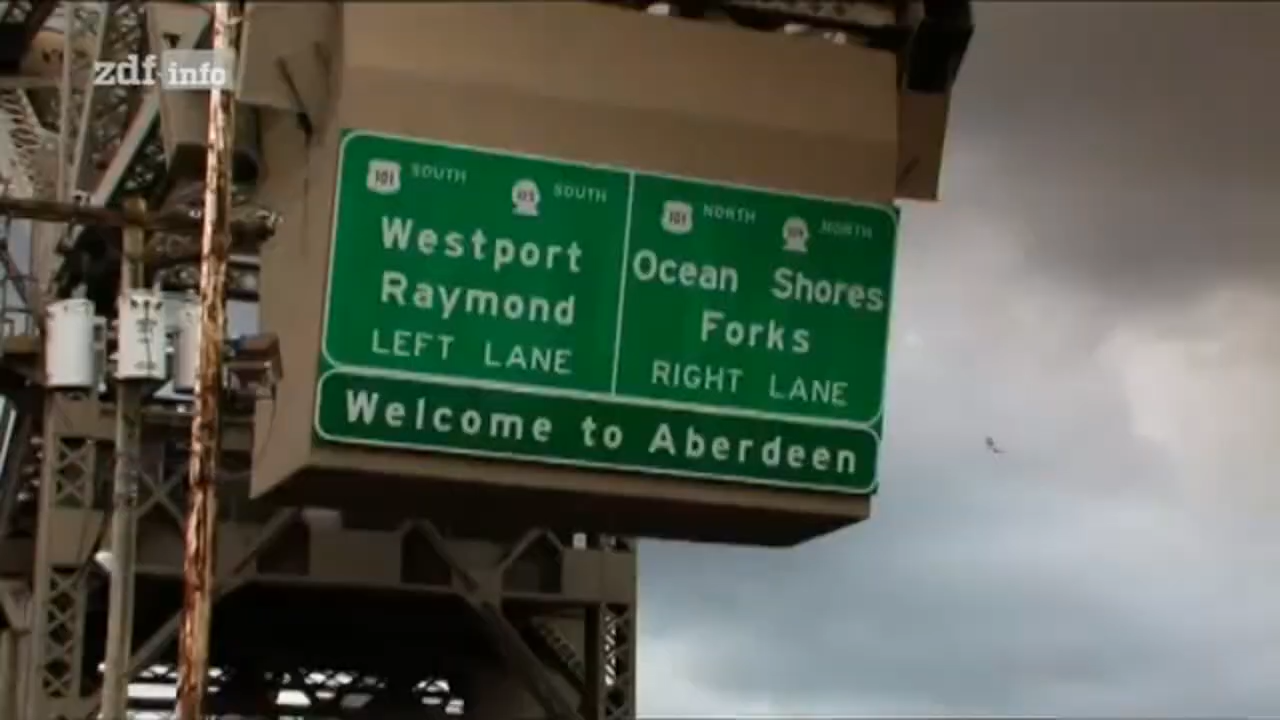 zdf info
101 SOUTH
SOUTH
Westport
Raymond
LEFT LANE
101 NORTH
NORTH
Ocean Shores
Forks
RIGHT LANE
Welcome to Aberdeen